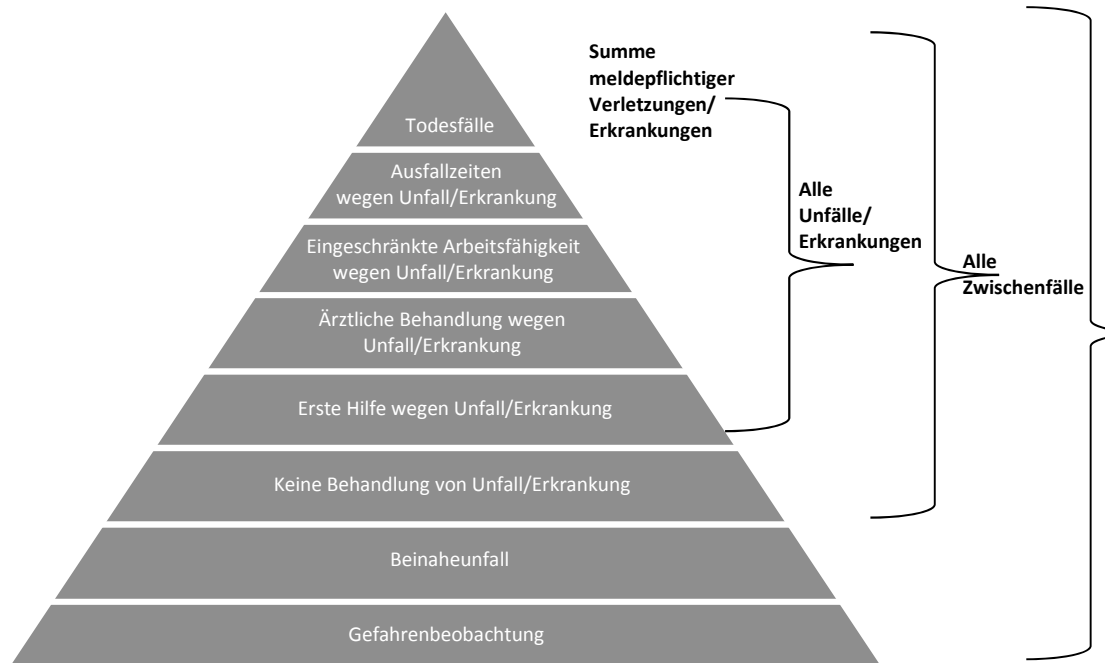 Todesfälle
Ausfallzeiten
wegen Unfall/Erkrankung
Eingeschränkte Arbeitsfähigkeit
wegen Unfall/Erkrankung
Ärztliche Behandlung wegen
Unfall/Erkrankung
Erste Hilfe wegen Unfall/Erkrankung
Keine Behandlung von Unfall/Erkrankung
Beinaheunfall
Gefahrenbeobachtung
Summe
meldepflichtiger
Verletzungen/
Erkrankungen
Alle
Unfälle/
Erkrankungen
Alle
Zwischenfälle